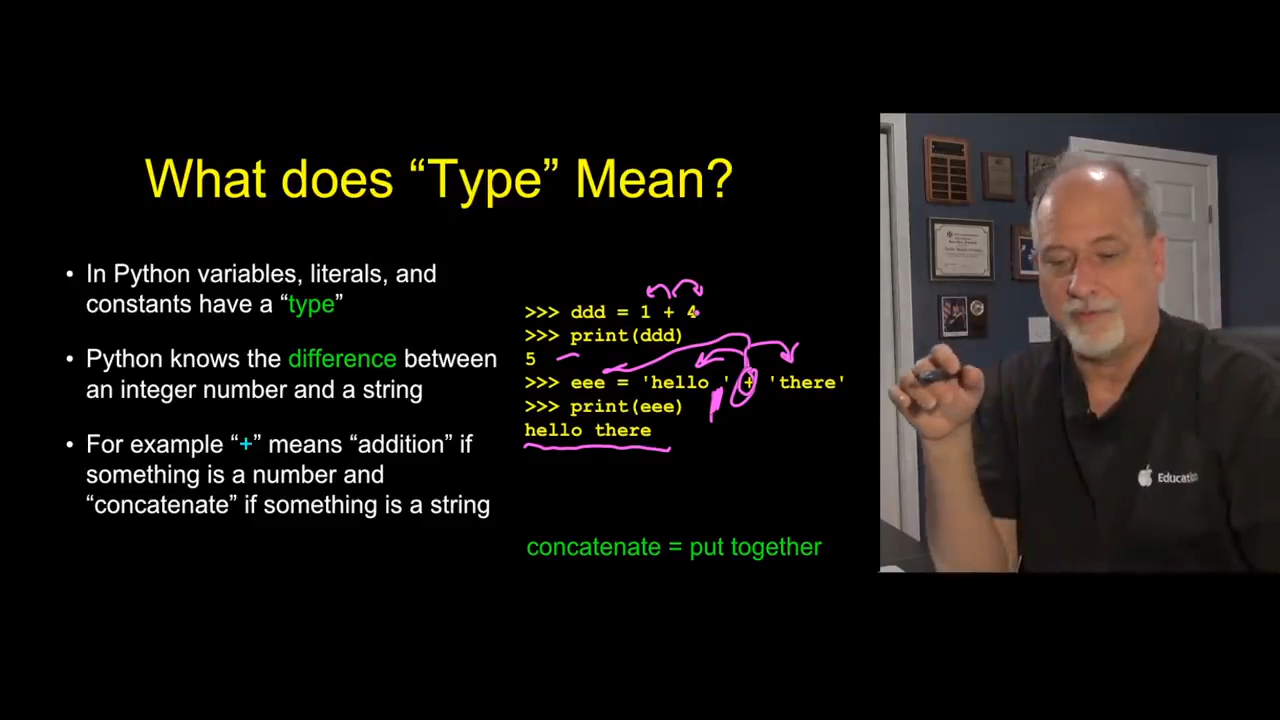 What does “Type” Mean?
• In Python variables, literals, and
constants have a “type”
• Python knows the difference between
an integer number and a string
• For example “+” means “addition” if
something is a number and
“concatenate” if something is a string
>>> ddd = 1 + 4
>>> print(ddd)
5
>>> eee = 'hello ' + 'there'
>>> print(eee)
hello there
concatenate = put together
Education